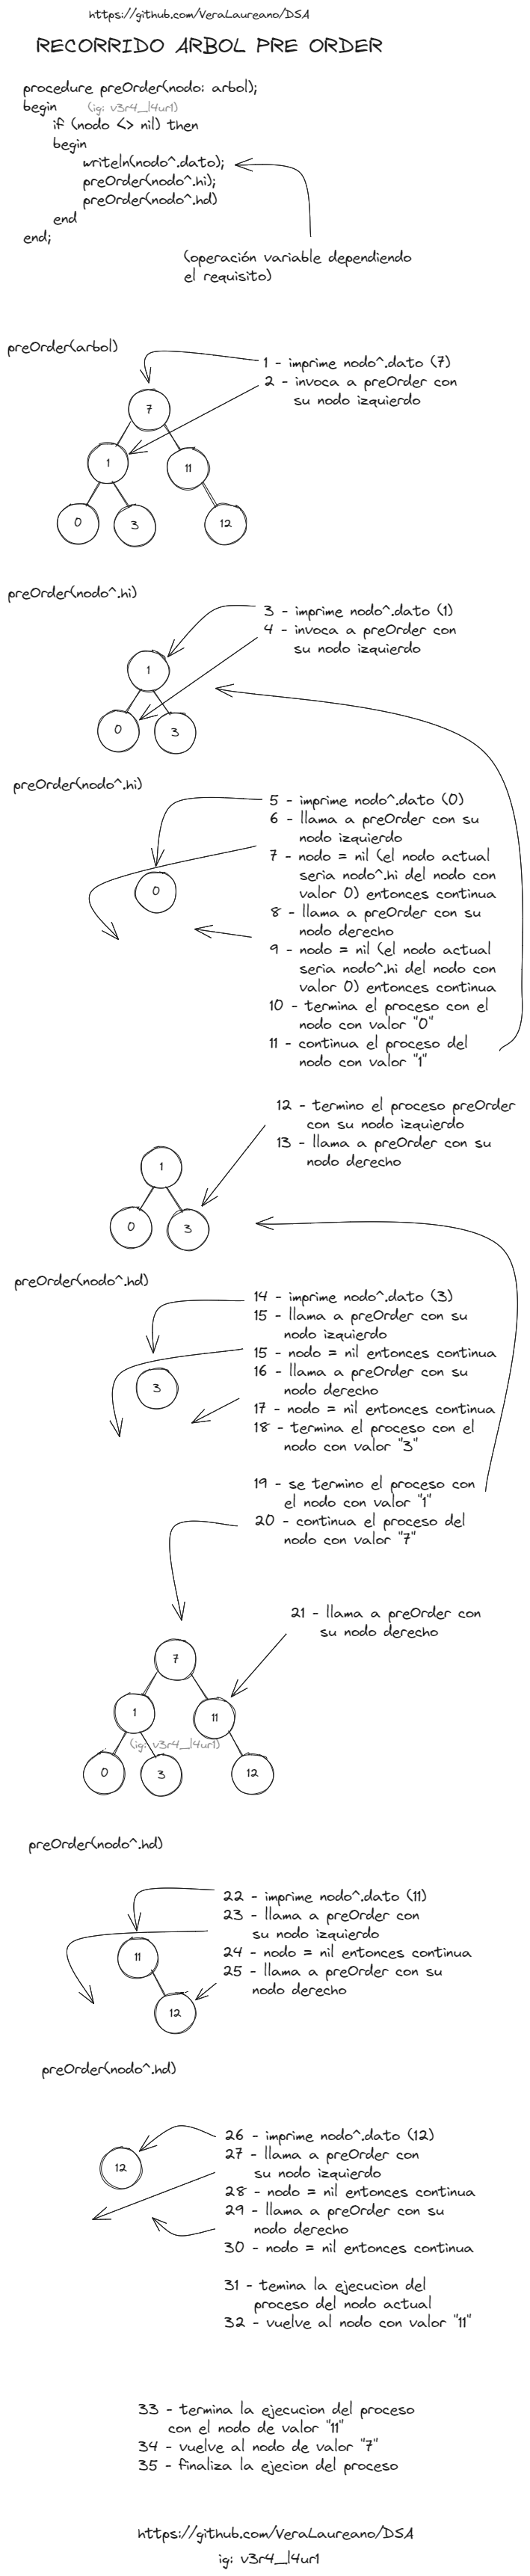 https://github.com/VeraLaureano/DSA
RECORRIDO ARBOL PRE ORDER
procedure preOrder(nodo: arbol);
begin (ig: v3r4_l4ur1)
if (nodo <> nil) then
begin
writeln(nodo^.dato);
preOrder(nodo^.hi);
preOrder(nodo^.hd)
end
end;
(operación variable dependiendo
el requisito)
preOrder(arbol)
1 - imprime nodo^.dato (7)
2 - invoca a preOrder con
su nodo izquierdo
7
1
11
0
3
12
preOrder(nodo^.hi)
3 - imprime nodo^.dato (1)
4 - invoca a preOrder con
su nodo izquierdo
1
0
3
preOrder(nodo^.hi)
5 - imprime nodo^.dato (0)
6 - llama a preOrder con su
nodo izquierdo
7 - nodo = nil (el nodo actual
seria nodo^.hi del nodo con
valor 0) entonces continua
8 - llama a preOrder con su
nodo derecho
9 - nodo = nil (el nodo actual
seria nodo^.hi del nodo con
valor 0) entonces continua
10 - termina el proceso con el
nodo con valor "0"
11 - continua el proceso del
nodo con valor "1"
0
12 - termino el proceso preOrder
con su nodo izquierdo
13 - llama a preOrder con su
nodo derecho
1
0
3
preOrder(nodo^.hd)
14 - imprime nodo^.dato (3)
15 - llama a preOrder con su
nodo izquierdo
15 - nodo = nil entonces continua
16 - llama a preOrder con su
nodo derecho
17 - nodo = nil entonces continua
18 - termina el proceso con el
nodo con valor "3"
3
19 - se termino el proceso con
el nodo con valor "1"
20 - continua el proceso del
nodo con valor "7"
21 - llama a preOrder con
su nodo derecho
7
1
11
(ig: v3r4_l4ur1)
0
3
12
preOrder(nodo^.hd)
22 - imprime nodo^.dato (11)
23 - llama a preOrder con
su nodo izquierdo
24 - nodo = nil entonces continua
25 - llama a preOrder con su
nodo derecho
11
12
preOrder(nodo^.hd)
26 - imprime nodo^.dato (12)
27 - llama a preOrder con
su nodo izquierdo
28 - nodo = nil entonces continua
29 - llama a preOrder con su
nodo derecho
30 - nodo = nil entonces continua
12
31 - temina la ejecucion del
proceso del nodo actual
32 - vuelve al nodo con valor "11"
33 - termina la ejecucion del proceso
con el nodo de valor "11"
34 - vuelve al nodo de valor "7"
35 - finaliza la ejecion del proceso
https://github.com/VeraLaureano/DSA
ig: v3r4_l4ur1